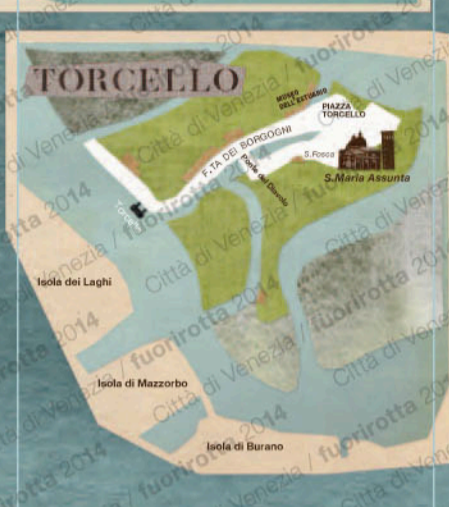 TORCELLO
MUSEO
DELL'ESTUARIO
PIAZZA
TORCELLO
F.TA DEI BORGOGNI
S.Fosca
Ponte del Diavolo
S.Maria Assunta
Torcello
Isola dei Laghi
Isola di Mazzorbo
Isola di Burano
Città di Venezia / fuorirotta 2014